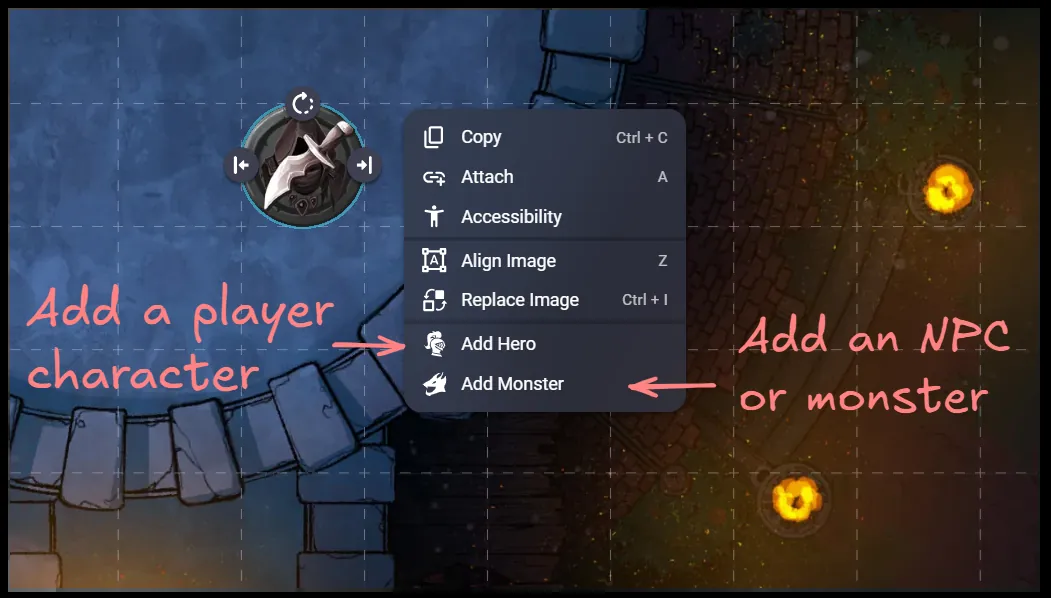 Copy Ctrl + C
Attach A
Accessibility
Align Image Z
Replace Image Ctrl + I
Add Hero
Add Monster
Add a player
character
Add an NPC
or monster